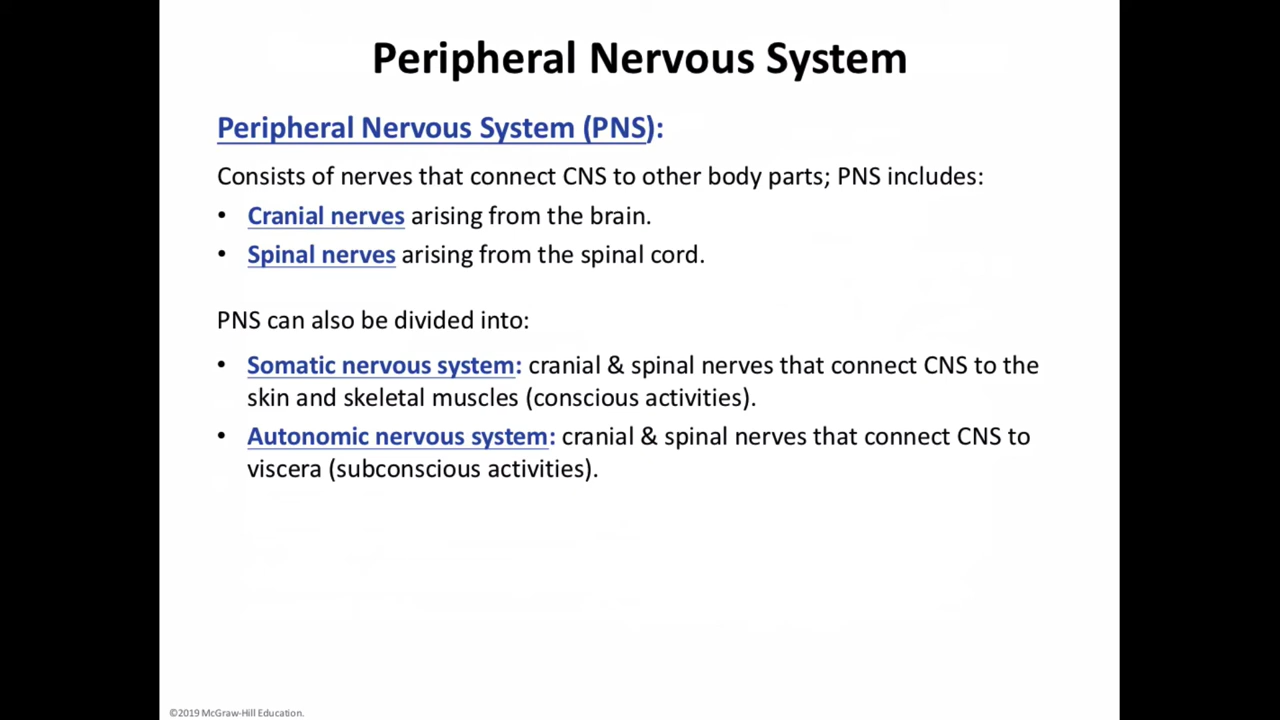 Peripheral Nervous System
Peripheral Nervous System (PNS):
Consists of nerves that connect CNS to other body parts; PNS includes:
• Cranial nerves arising from the brain.
• Spinal nerves arising from the spinal cord.
PNS can also be divided into:
• Somatic nervous system: cranial & spinal nerves that connect CNS to the
skin and skeletal muscles (conscious activities).
• Autonomic nervous system: cranial & spinal nerves that connect CNS to
viscera (subconscious activities).
©2019 McGraw-Hill Education.